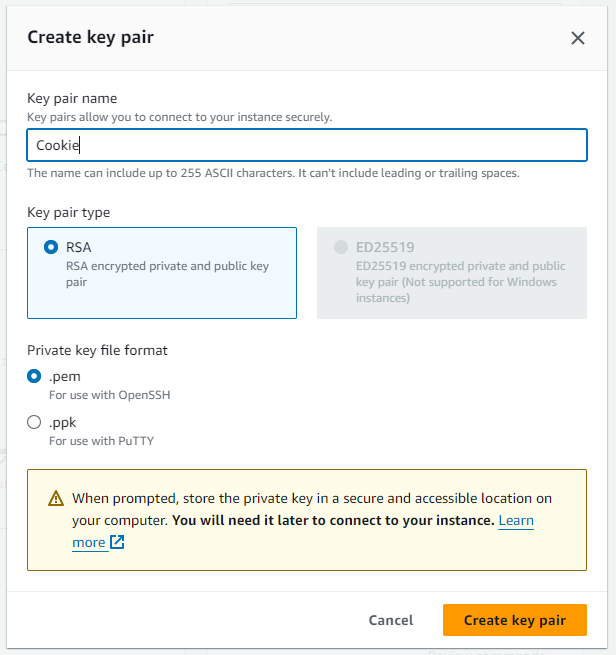 Create key pair
Key pair name
Key pairs allow you to connect to your instance securely.
Cookie
The name can include up to 255 ASCII characters. It can't include leading or trailing spaces.
Key pair type
RSA
RSA encrypted private and public key
pair
ED25519
ED25519 encrypted private and public
key pair (Not supported for Windows
instances)
Private key file format
.pem
For use with OpenSSH
.ppk
For use with PuTTY
When prompted, store the private key in a secure and accessible location on
your computer. You will need it later to connect to your instance. Learn
more
Cancel
Create key pair